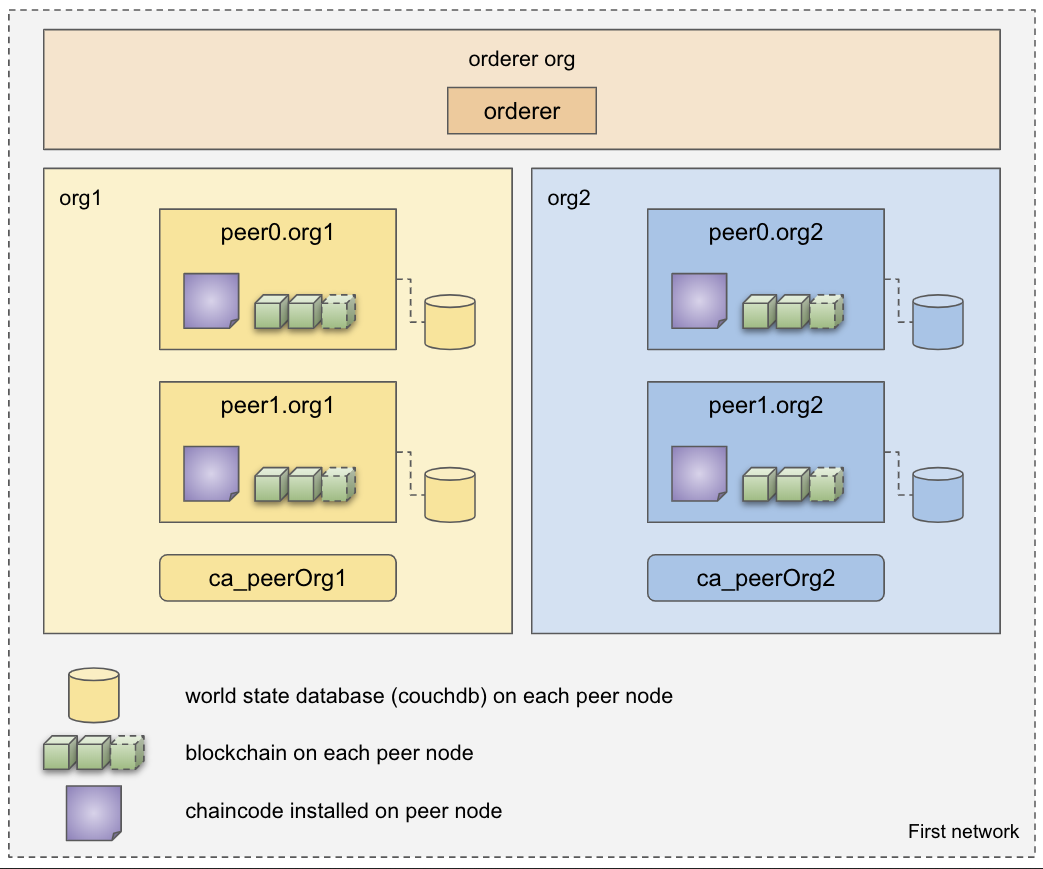 orderer org
orderer
org1
peer0.org1
peer1.org1
ca_peerOrg1
org2
peer0.org2
peer1.org2
ca_peerOrg2
world state database (couchdb) on each peer node
blockchain on each peer node
chaincode installed on peer node
First network